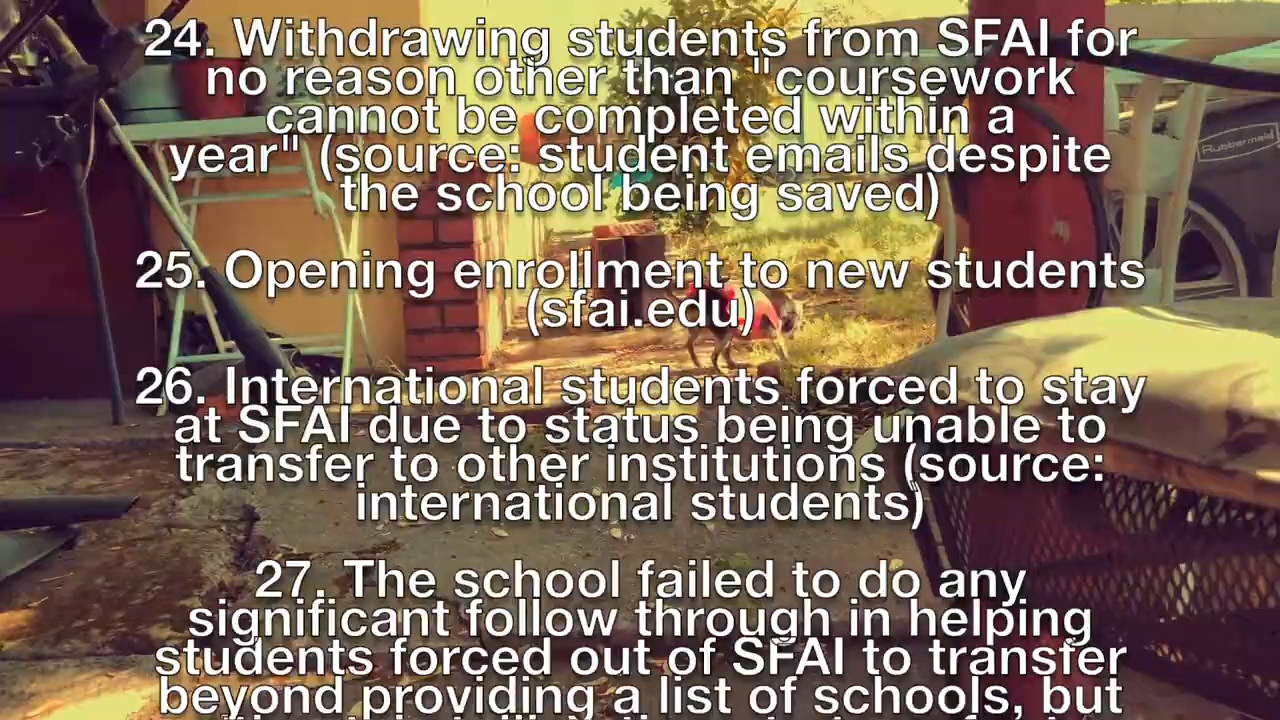 24. Withdrawing students from SFAI for
no reason other than "coursework
cannot be completed within a
year" (source: student emails despite
the school being saved)
25. Opening enrollment to new students
(sfai.edu)
26. International students forced to stay
at SFAI due to status being unable to
transfer to other institutions (source:
international students)
27. The school failed to do any
significant follow through in helping
students forced out of SFAI to transfer
beyond providing a list of schools, but
Rubbermaid